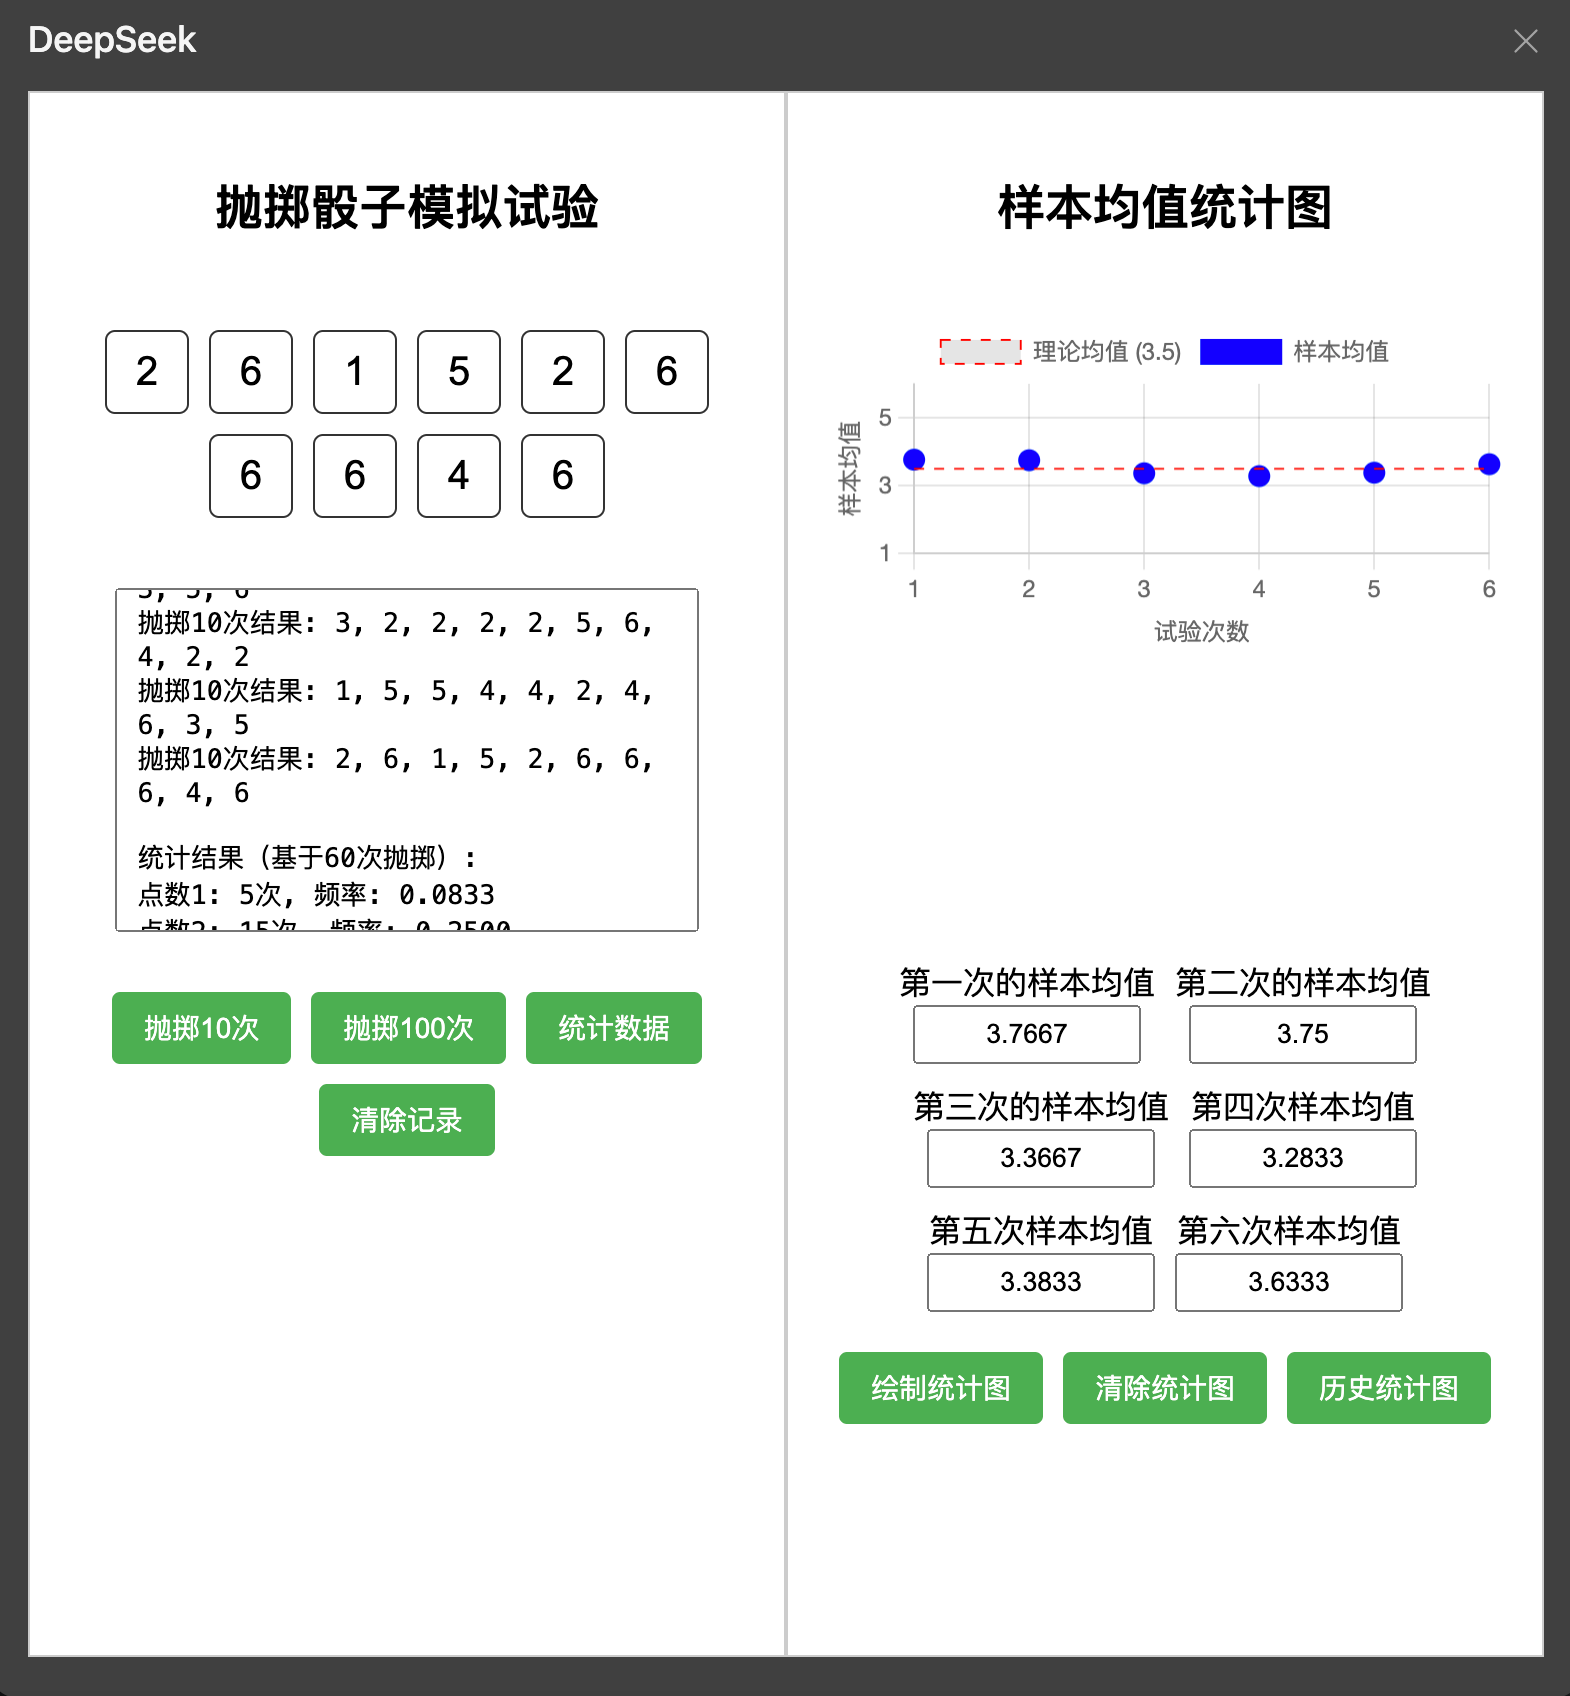 DeepSeek
抛掷骰子模拟试验
2 6 1 5 2 6
6 6 4 6
抛掷10次结果: 3, 2, 2, 2, 2, 5, 6,
4, 2, 2
抛掷10次结果: 1, 5, 5, 4, 4, 2, 4,
6, 3, 5
抛掷10次结果: 2, 6, 1, 5, 2, 6, 6,
6, 4, 6
统计结果（基于60次抛掷）:
点数1: 5次, 频率: 0.0833
点数2: 15次, 频率: 0.2500
抛掷10次 抛掷100次 统计数据
清除记录
样本均值统计图
理论均值 (3.5) 样本均值
样本均值
5
3
1
1 2 3 4 5 6
试验次数
第一次的样本均值 第二次的样本均值
3.7667 3.75
第三次的样本均值 第四次样本均值
3.3667 3.2833
第五次样本均值 第六次样本均值
3.3833 3.6333
绘制统计图 清除统计图 历史统计图